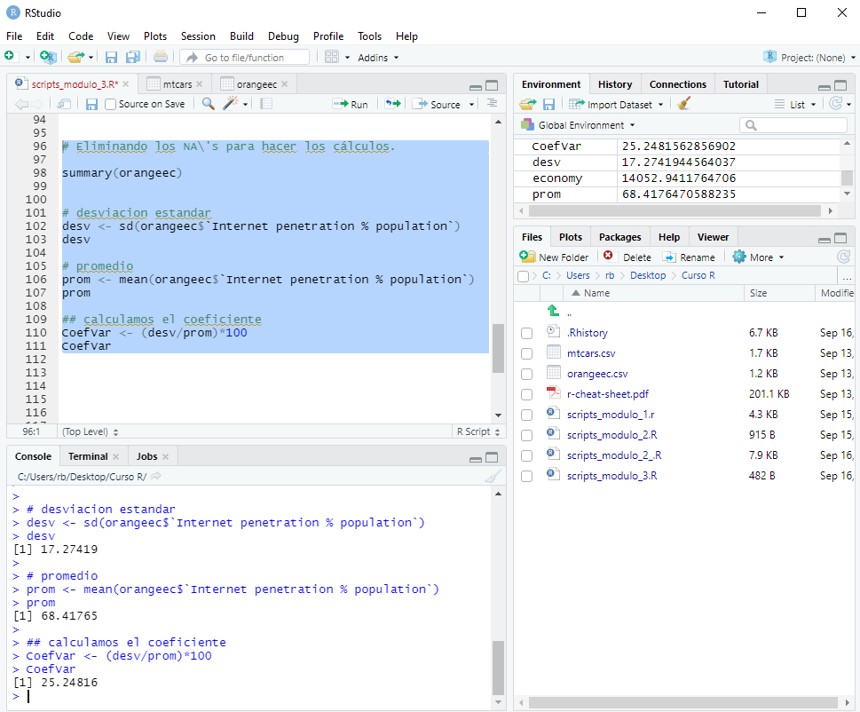 RStudio
File Edit Code View Plots Session Build Debug Profile Tools Help
Go to file/function Addins Project: (None)
scripts_modulo_3.R* mtcars orangeec
Source on Save Run Source
94
95
96 # Eliminando los NA\'s para hacer los cálculos.
97
98 summary(orangeec)
99
100
101 # desviacion estandar
102 desv <- sd(orangeec$`Internet penetration % population`)
103 desv
104
105 # promedio
106 prom <- mean(orangeec$`Internet penetration % population`)
107 prom
108
109 ## calculamos el coeficiente
110 CoefVar <- (desv/prom)*100
111 CoefVar
112
113
114
115
116
96:1 (Top Level) R Script
Console Terminal Jobs
C:/Users/rb/Desktop/Curso R/
>
> # desviacion estandar
> desv <- sd(orangeec$`Internet penetration % population`)
> desv
[1] 17.27419
>
> # promedio
> prom <- mean(orangeec$`Internet penetration % population`)
> prom
[1] 68.41765
>
> ## calculamos el coeficiente
> CoefVar <- (desv/prom)*100
> CoefVar
[1] 25.24816
>
Environment History Connections Tutorial
Import Dataset List
Global Environment
CoefVar 25.2481562856902
desv 17.2741944564037
economy 14052.9411764706
prom 68.4176470588235
Files Plots Packages Help Viewer
New Folder Delete Rename More
C: Users rb Desktop Curso R ...
Name Size Modifie
..
.Rhistory 6.7 KB Sep 16,
mtcars.csv 1.7 KB Sep 13,
orangeec.csv 1.2 KB Sep 13,
r-cheat-sheet.pdf 201.1 KB Sep 13,
scripts_modulo_1.r 4.3 KB Sep 15,
scripts_modulo_2.R 915 B Sep 15,
scripts_modulo_2_.R 7.9 KB Sep 16,
scripts_modulo_3.R 482 B Sep 16,